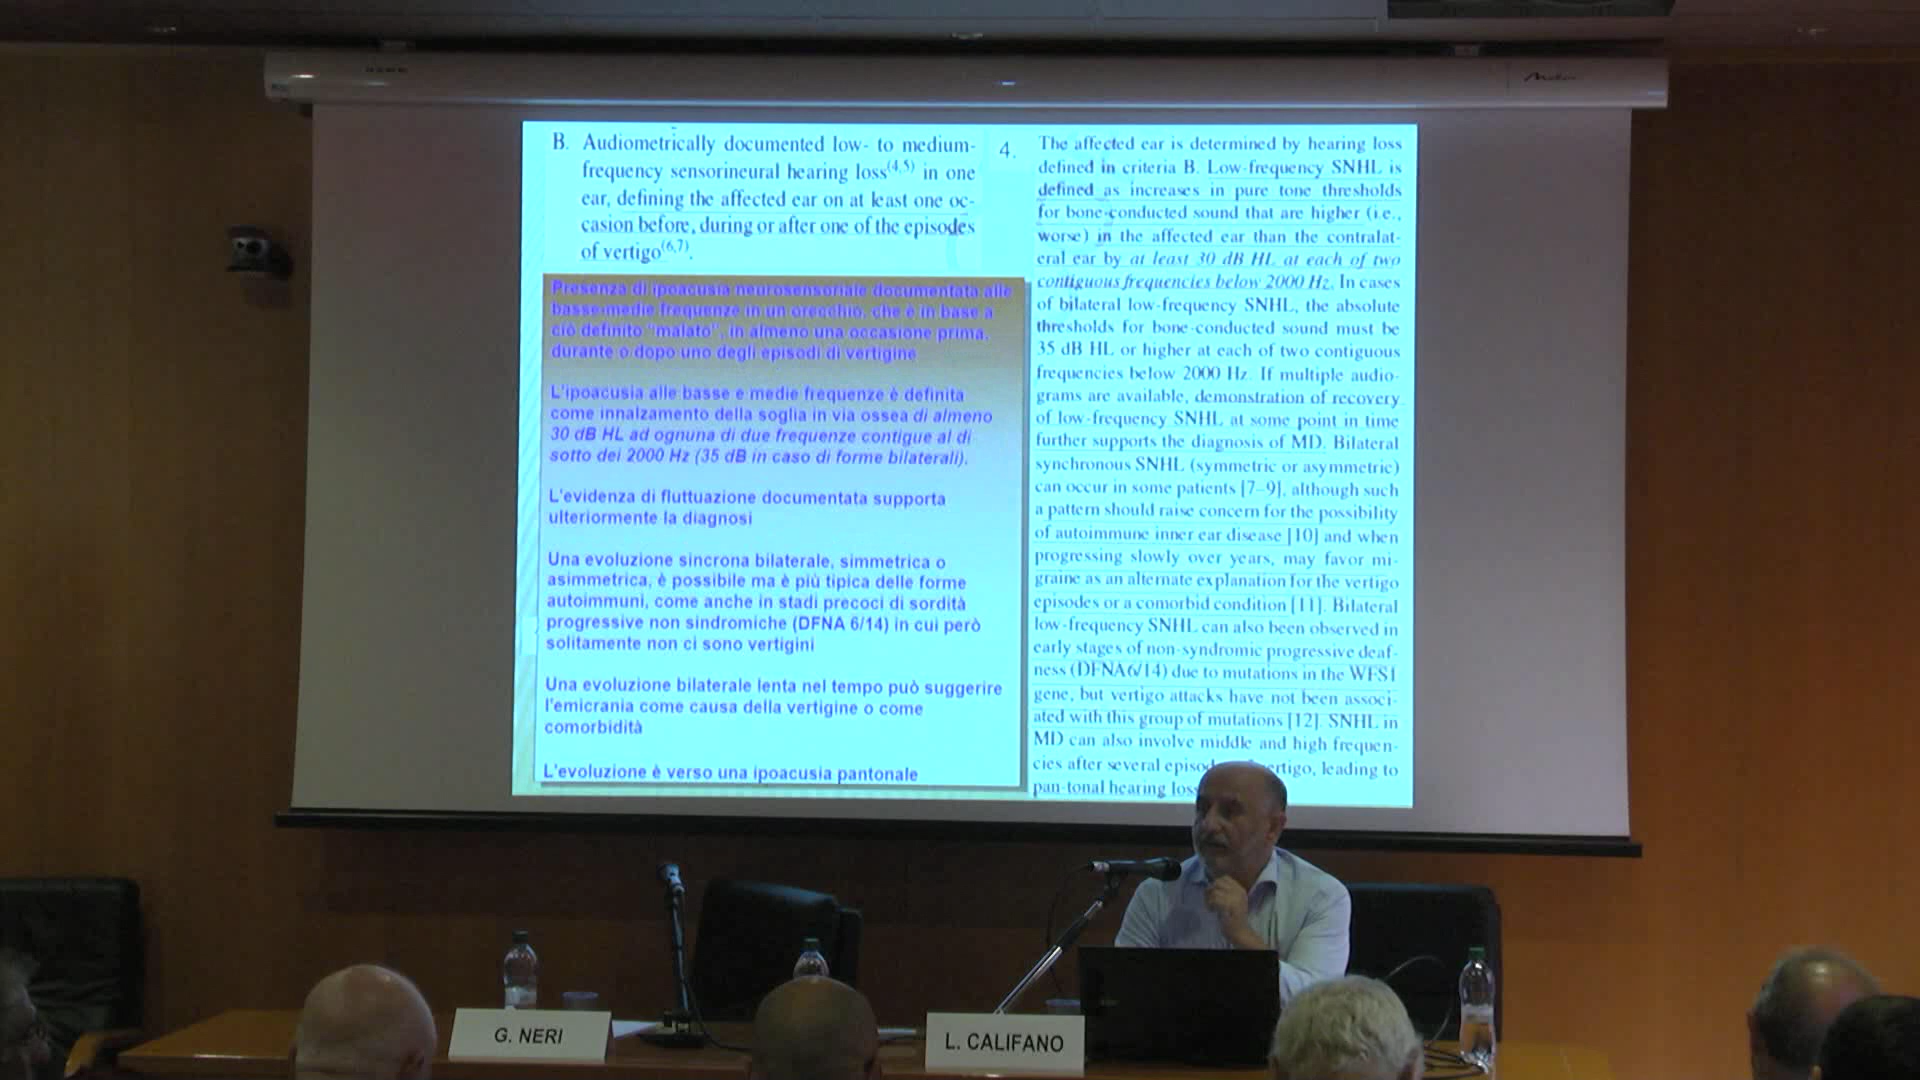 B. Audiometrically documented low- to medium-
frequency sensorineural hearing loss(4,5) in one
ear, defining the affected ear on at least one oc-
casion before, during or after one of the episodes
of vertigo(6,7).
Presenza di ipoacusia neurosensoriale documentata alle
basse-medie frequenze in un orecchio, che è in base a
ciò definito "malato", in almeno una occasione prima,
durante o dopo uno degli episodi di vertigine
L'ipoacusia alle basse e medie frequenze è definita
come innalzamento della soglia in via ossea di almeno
30 dB HL ad ognuna di due frequenze contigue al di
sotto dei 2000 Hz (35 dB in caso di forme bilaterali).
L'evidenza di fluttuazione documentata supporta
ulteriormente la diagnosi
Una evoluzione sincrona bilaterale, simmetrica o
asimmetrica, è possibile ma è più tipica delle forme
autoimmuni, come anche in stadi precoci di sordità
progressive non sindromiche (DFNA 6/14) in cui però
solitamente non ci sono vertigini
Una evoluzione bilaterale lenta nel tempo può suggerire
l'emicrania come causa della vertigine o come
comorbidità
L'evoluzione è verso una ipoacusia pantonale
4. The affected ear is determined by hearing loss
defined in criteria B. Low-frequency SNHL is
defined as increases in pure tone thresholds
for bone-conducted sound that are higher (i.e.,
worse) in the affected ear than the contralat-
eral ear by at least 30 dB HL at each of two
contiguous frequencies below 2000 Hz. In cases
of bilateral low-frequency SNHL, the absolute
thresholds for bone-conducted sound must be
35 dB HL or higher at each of two contiguous
frequencies below 2000 Hz. If multiple audio-
grams are available, demonstration of recovery
of low-frequency SNHL at some point in time
further supports the diagnosis of MD. Bilateral
synchronous SNHL (symmetric or asymmetric)
can occur in some patients [7–9], although such
a pattern should raise concern for the possibility
of autoimmune inner ear disease [10] and when
progressing slowly over years, may favor mi-
graine as an alternate explanation for the vertigo
episodes or a comorbid condition [11]. Bilateral
low-frequency SNHL can also been observed in
early stages of non-syndromic progressive deaf-
ness (DFNA6/14) due to mutations in the WFS1
gene, but vertigo attacks have not been associ-
ated with this group of mutations [12]. SNHL in
MD can also involve middle and high frequen-
cies after several leading to
pan-tonal hearing loss
G. NERI
L. CALIFANO